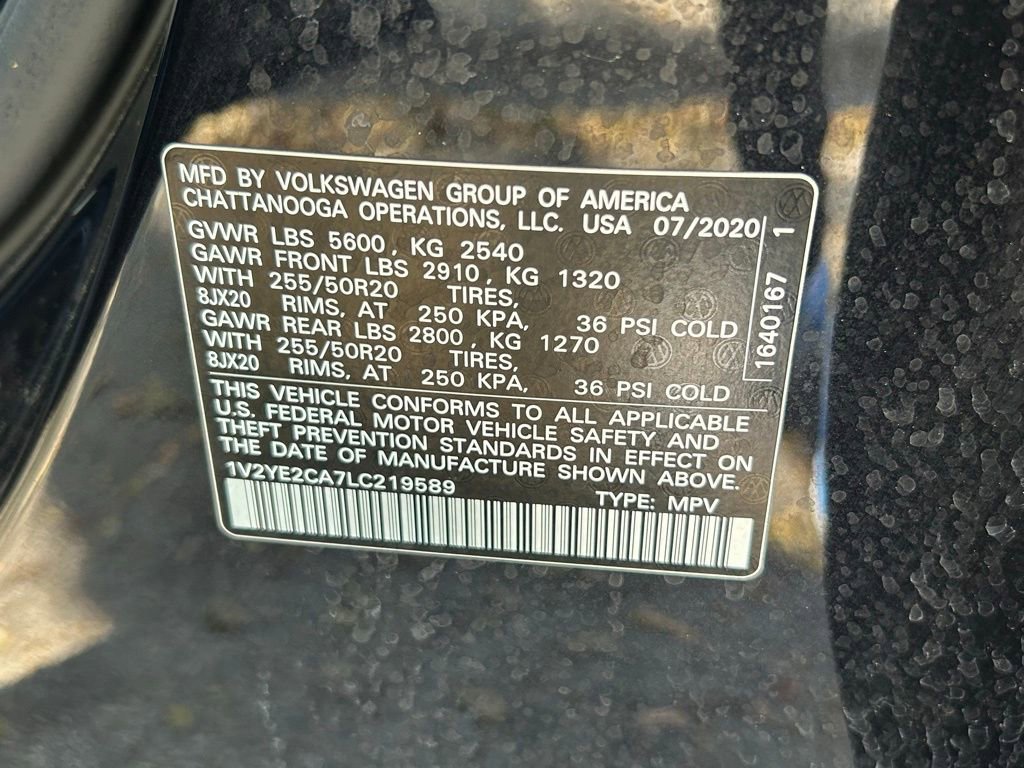 MFD BY VOLKSWAGEN GROUP OF AMERICA
CHATTANOOGA OPERATIONS, LLC. USA 07/2020
GVWR LBS 5600, KG 2540
GAWR FRONT LBS 2910, KG 1320
WITH 255/50R20 TIRES,
8JX20 RIMS, AT 250 KPA, 36 PSI COLD
GAWR REAR LBS 2800, KG 1270
WITH 255/50R20 TIRES,
8JX20 RIMS, AT 250 KPA, 36 PSI COLD
1640167 1
THIS VEHICLE CONFORMS TO ALL APPLICABLE
U.S. FEDERAL MOTOR VEHICLE SAFETY AND
THEFT PREVENTION STANDARDS IN EFFECT ON
THE DATE OF MANUFACTURE SHOWN ABOVE.
1V2YE2CA7LC219589 TYPE: MPV